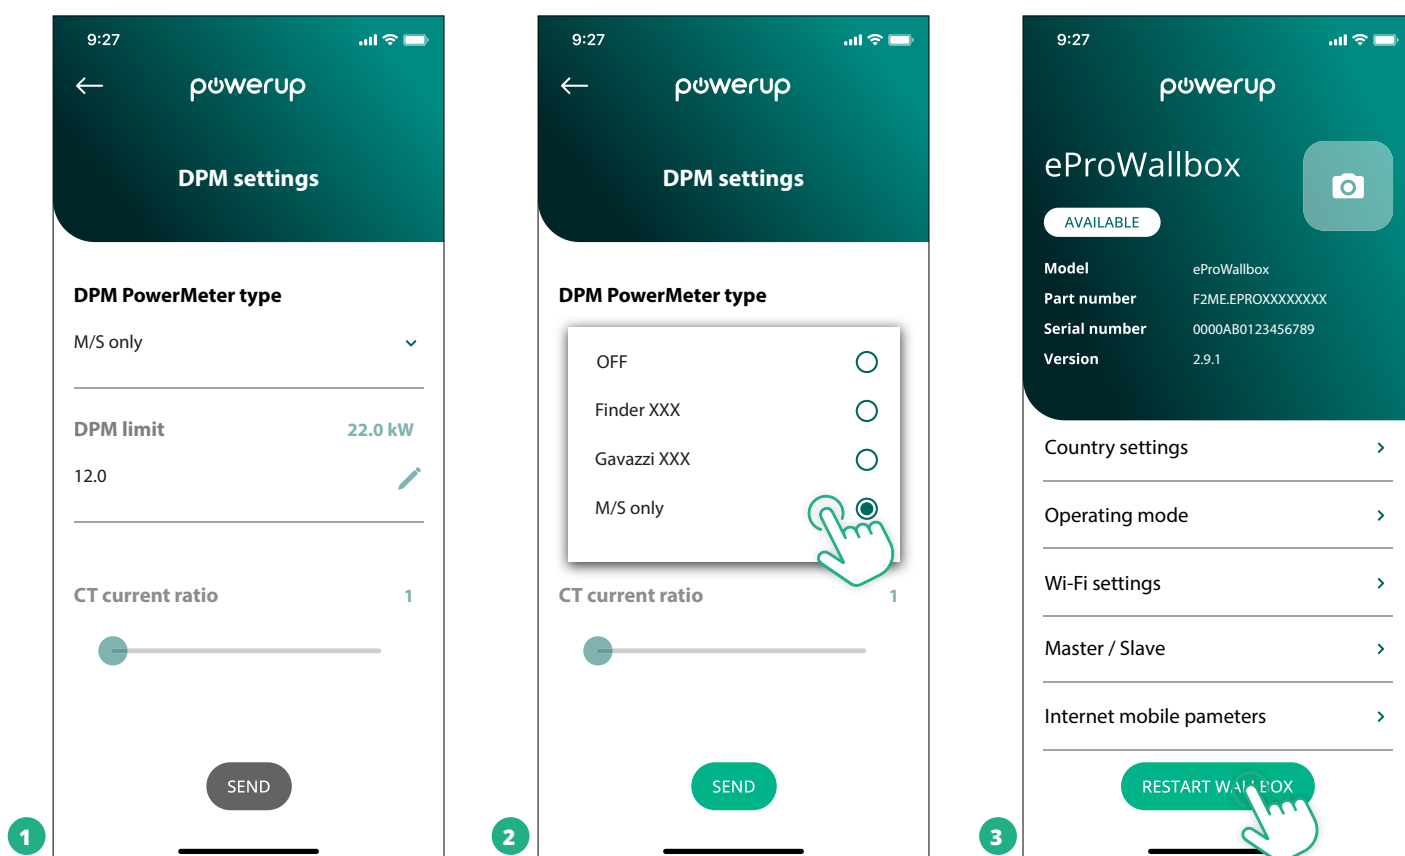 9:27
powerup
DPM settings
DPM PowerMeter type
M/S only
DPM limit 22.0 kW
12.0
CT current ratio 1
SEND
1
9:27
powerup
DPM settings
DPM PowerMeter type
OFF
Finder XXX
Gavazzi XXX
M/S only
CT current ratio 1
SEND
2
9:27
powerup
eProWallbox
AVAILABLE
Model eProWallbox
Part number F2ME.EPROXXXXXXXX
Serial number 0000AB0123456789
Version 2.9.1
Country settings
Operating mode
Wi-Fi settings
Master / Slave
Internet mobile pameters
RESTART WALLBOX
3